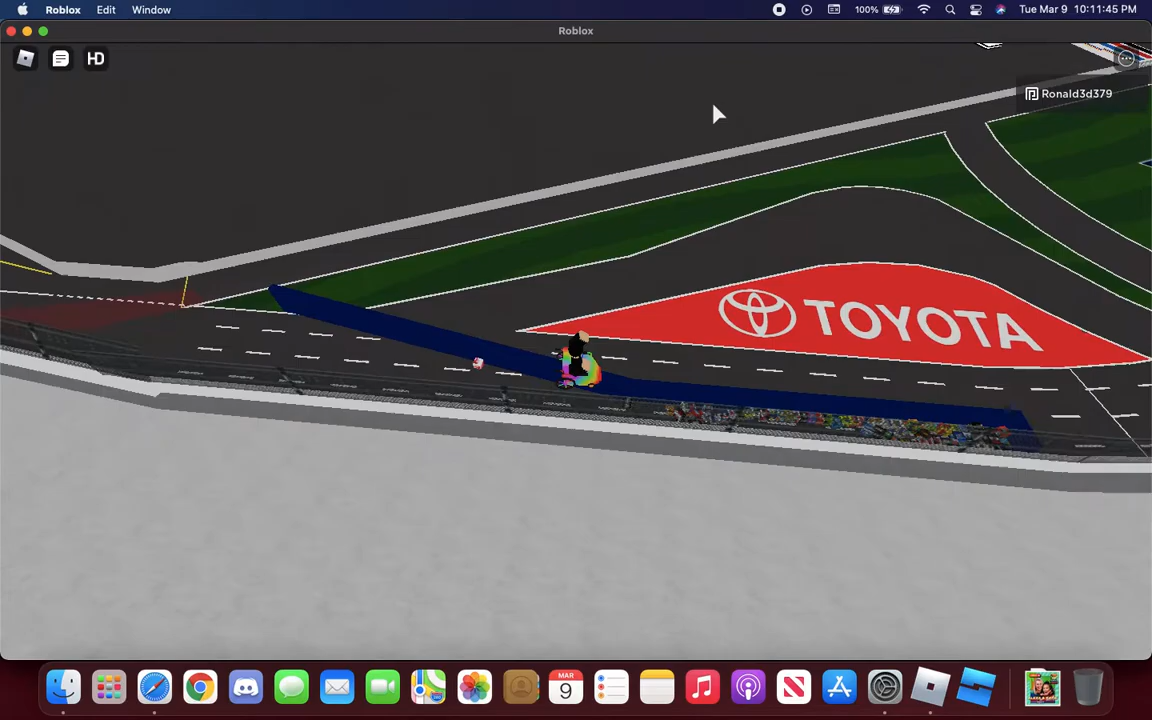 Roblox Edit Window 100% Tue Mar 9 10:11:45 PM
Roblox
HD
Ronald3d379
TOYOTA
MAR
9